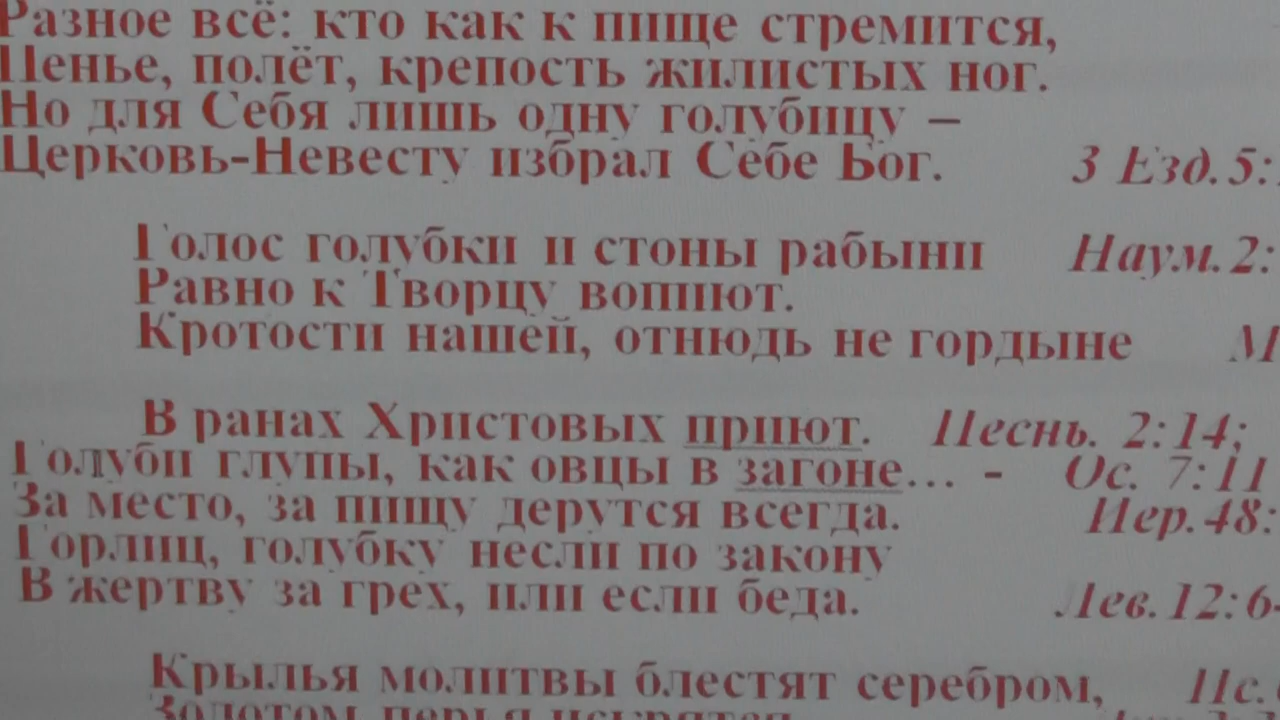 Разное всё: кто как к пище стремится,
Пенье, полёт, крепость жилистых ног.
Но для Себя лишь одну голубицу –
Церковь-Невесту избрал Себе Бог. 3 Езд.5:
Голос голубки и стоны рабыни Наум.2:
Равно к Творцу вопиют.
Кротости нашей, отнюдь не гордыне М
В ранах Христовых приют. Песнь. 2:14;
Голуби глупы, как овцы в загоне... - Ос. 7:11
За место, за пищу дерутся всегда. Иер.48:
Горлиц, голубку несли по закону
В жертву за грех, или если беда. Лев.12:6-
Крылья молитвы блестят серебром, Пс.
Золотом перья искрятся